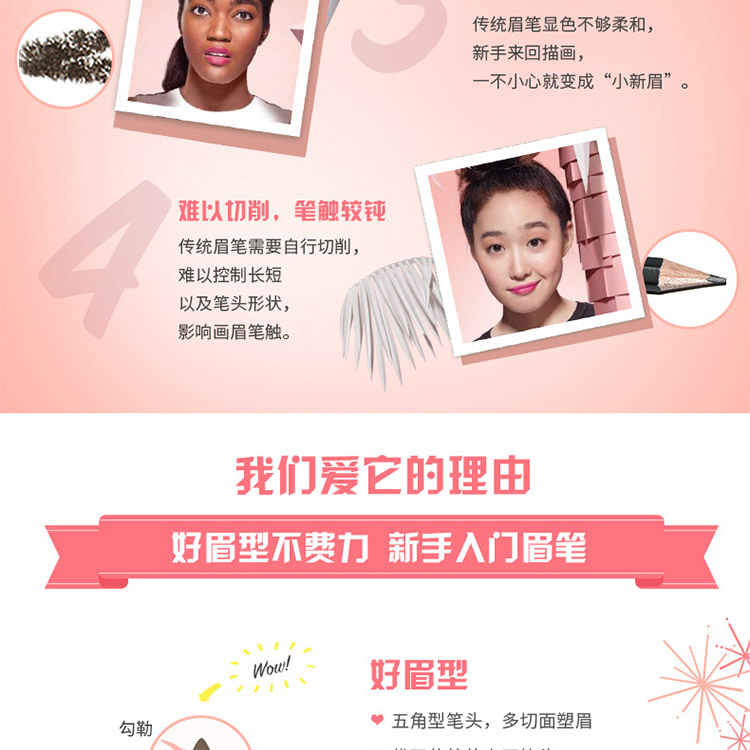 3
传统眉笔显色不够柔和，
新手来回描画，
一不小心就变成“小新眉”。
4
难以切削，笔触较钝
传统眉笔需要自行切削，
难以控制长短
以及笔头形状，
影响画眉笔触。
我们爱它的理由
好眉型不费力 新手入门眉笔
Wow!
好眉型
勾勒
五角型笔头，多切面塑眉